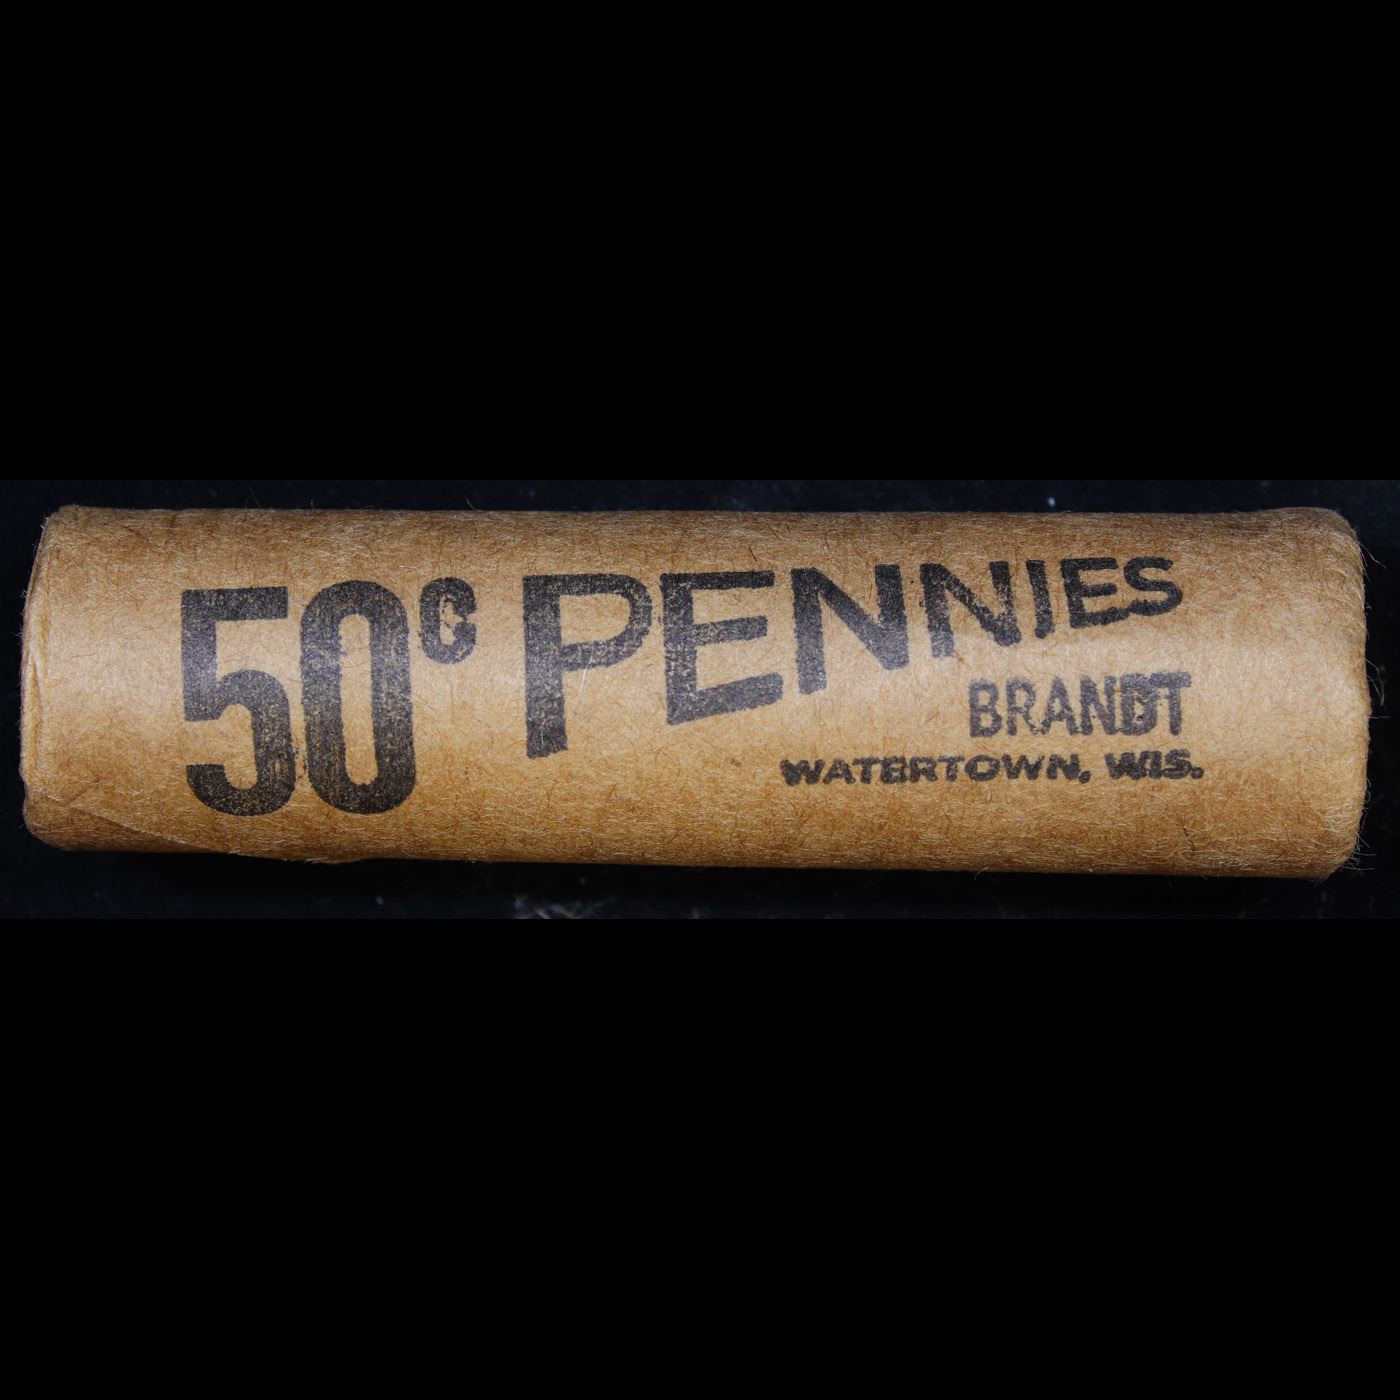 50¢ PENNIES
BRANDT
WATERTOWN, WIS.